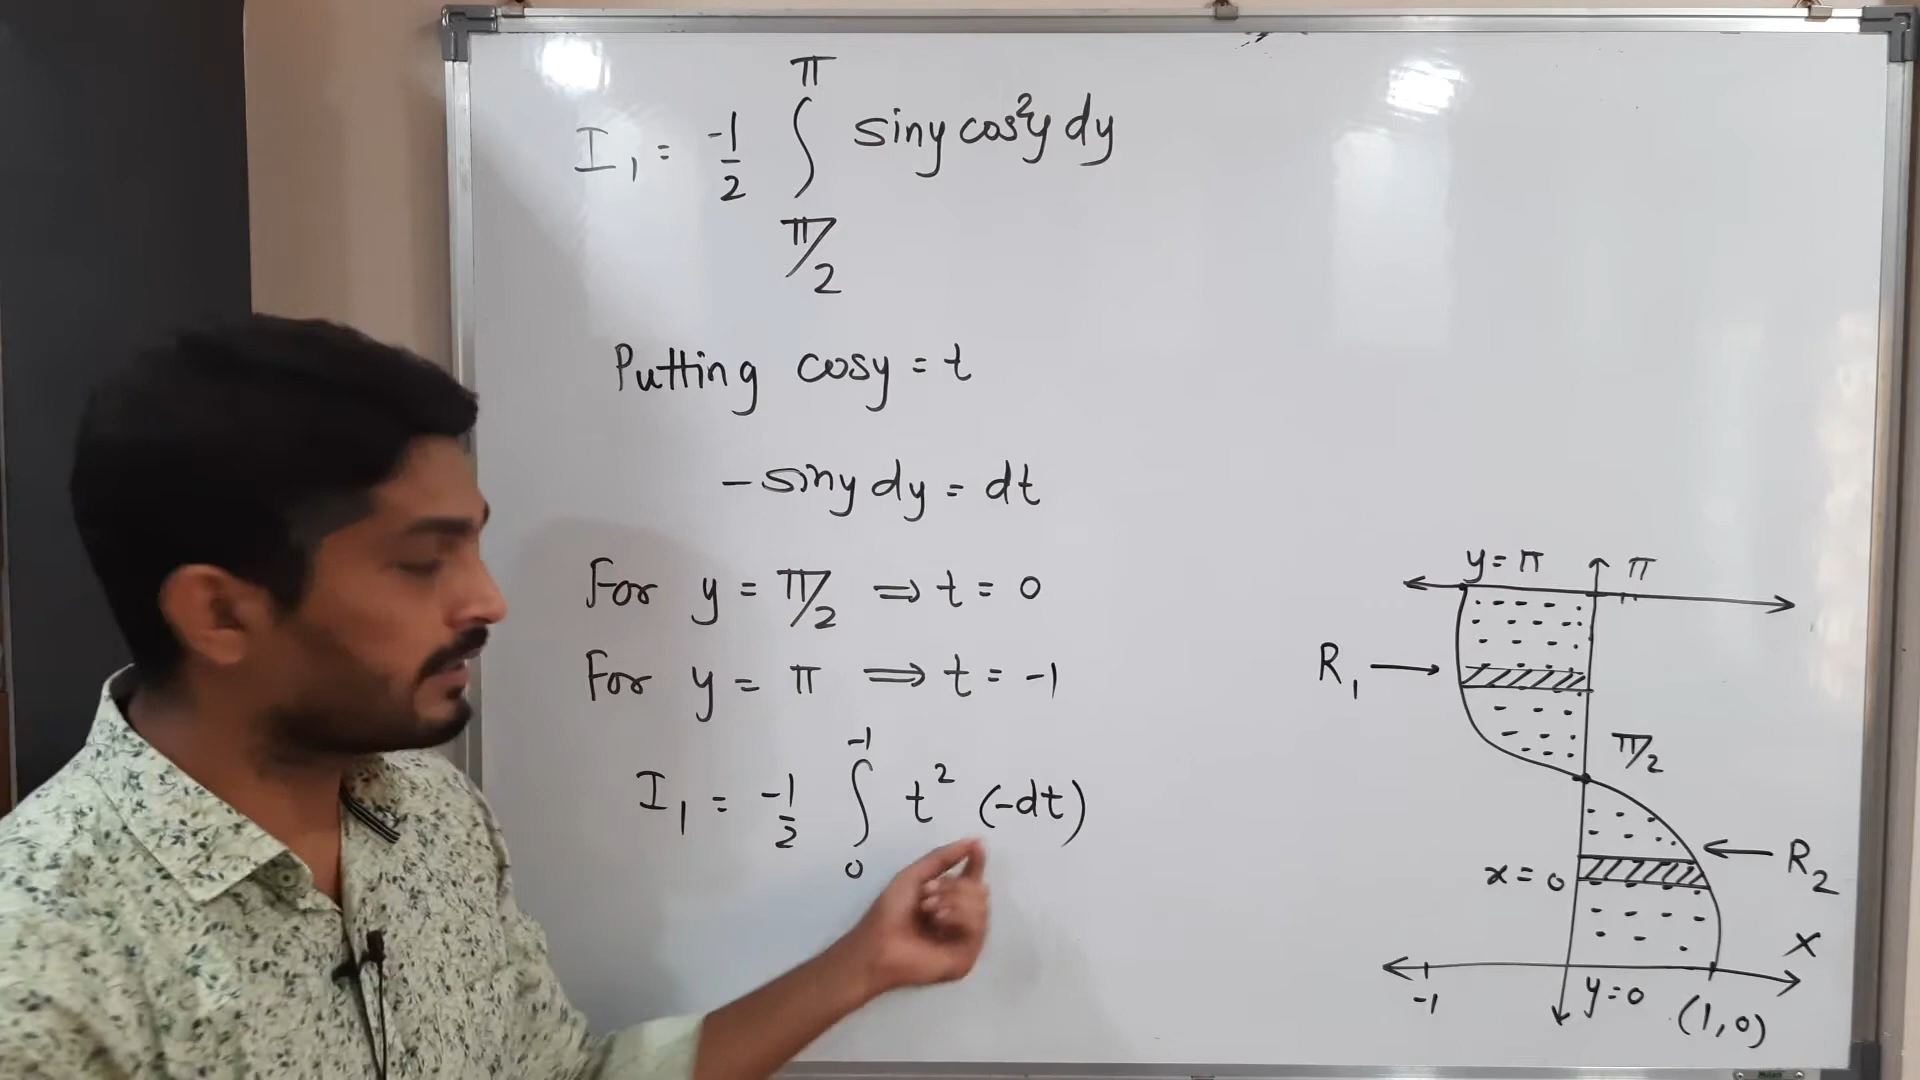 I₁ = -1/2 ∫_{π/2}^{π} siny cos²y dy
Putting cosy = t
-siny dy = dt
For y = π/2 ⇒ t = 0
For y = π ⇒ t = -1
I₁ = -1/2 ∫_{0}^{-1} t² (-dt)
y = π
π
R₁
π/2
R₂
x = 0
X
-1
y = 0
(1,0)